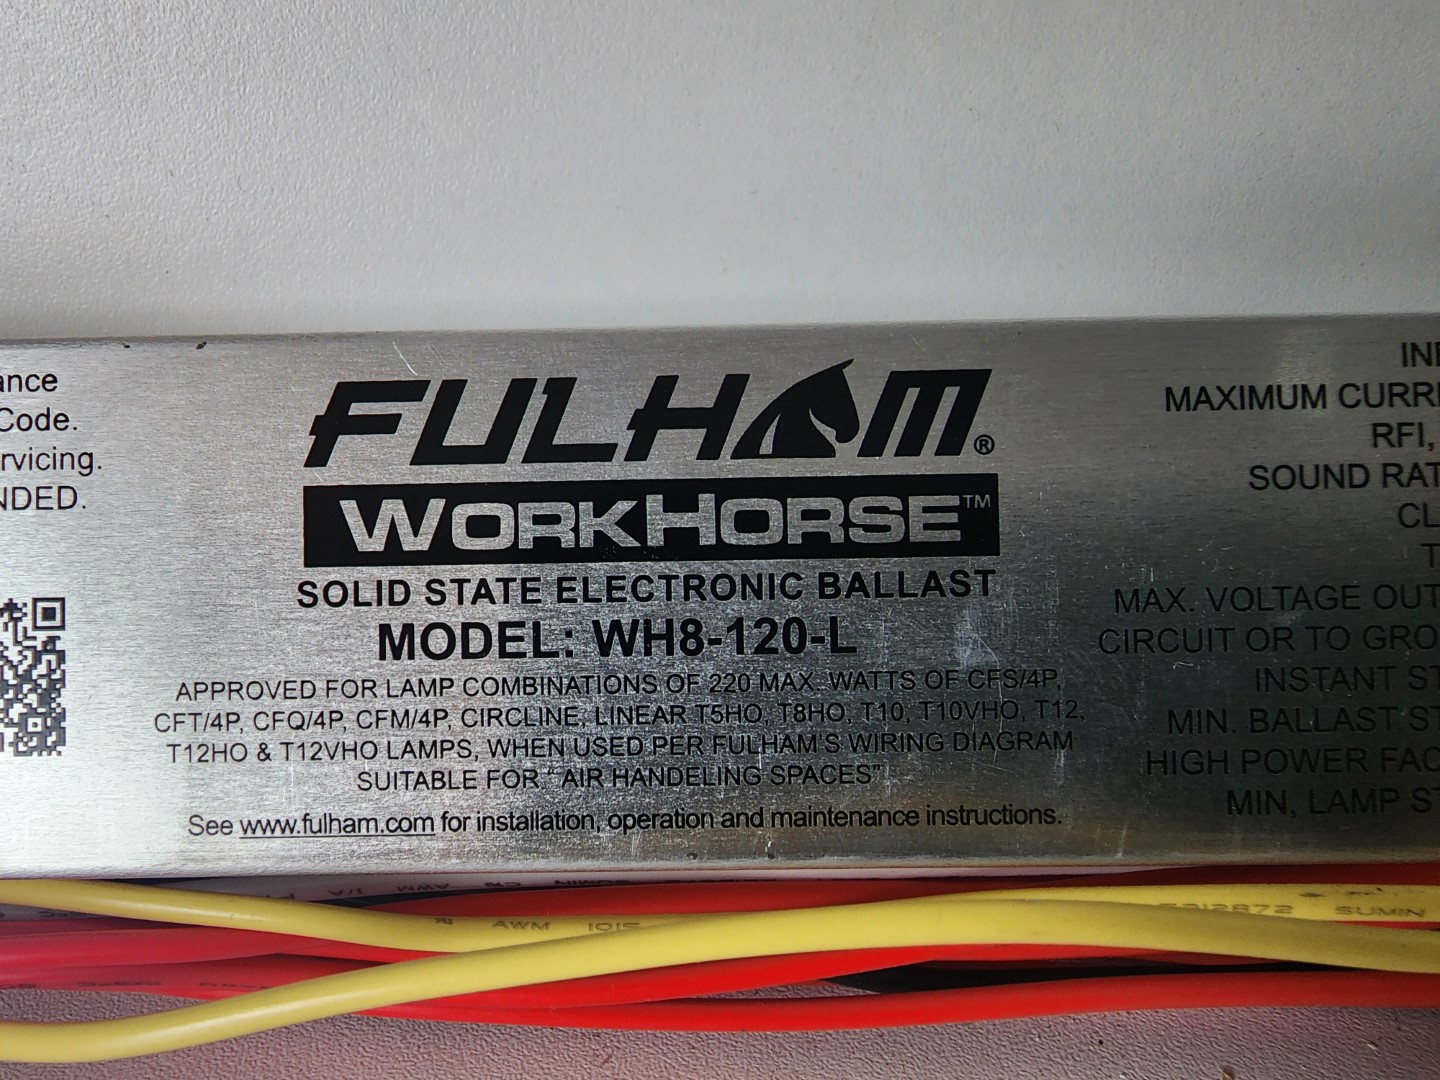 ance
Code.
rvicing.
NDED.
FULHAM®
WORKHORSE™
SOLID STATE ELECTRONIC BALLAST
MODEL: WH8-120-L
APPROVED FOR LAMP COMBINATIONS OF 220 MAX. WATTS OF CFS/4P,
CFT/4P, CFQ/4P, CFM/4P, CIRCLINE, LINEAR T5HO, T8HO, T10, T10VHO, T12,
T12HO & T12VHO LAMPS, WHEN USED PER FULHAM'S WIRING DIAGRAM
SUITABLE FOR “AIR HANDELING SPACES”
See www.fulham.com for installation, operation and maintenance instructions.
MAXIMUM CURR
RFI,
SOUND RAT
CL
MAX. VOLTAGE OUT
CIRCUIT OR TO GRO
INSTANT ST
MIN. BALLAST ST
HIGH POWER FAC
MIN, LAMP ST
AWM 1015
SUMIN